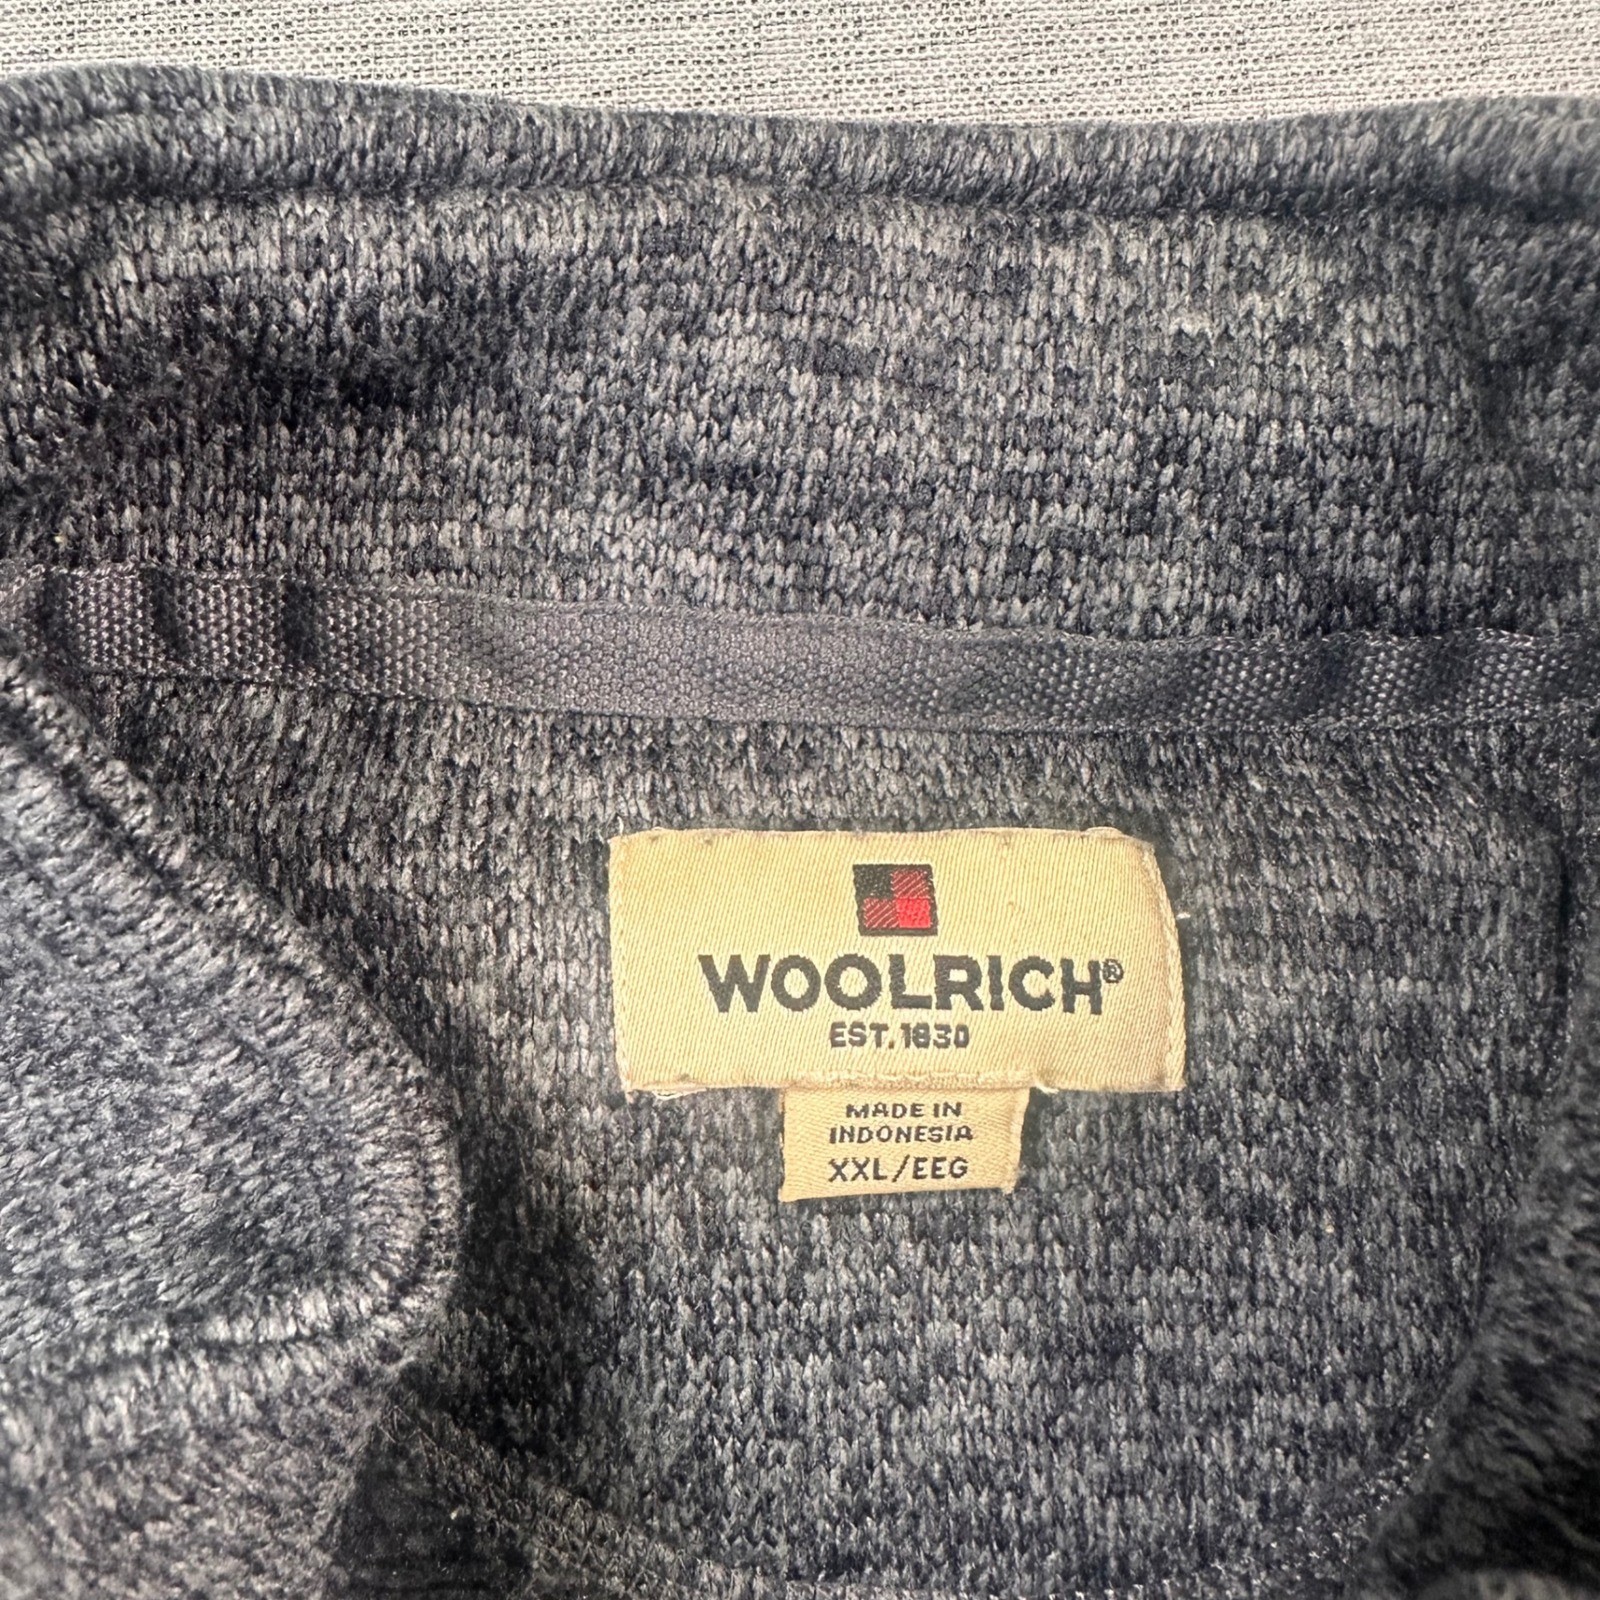 WOOLRICH®
EST. 1830
MADE IN
INDONESIA
XXL/EEG